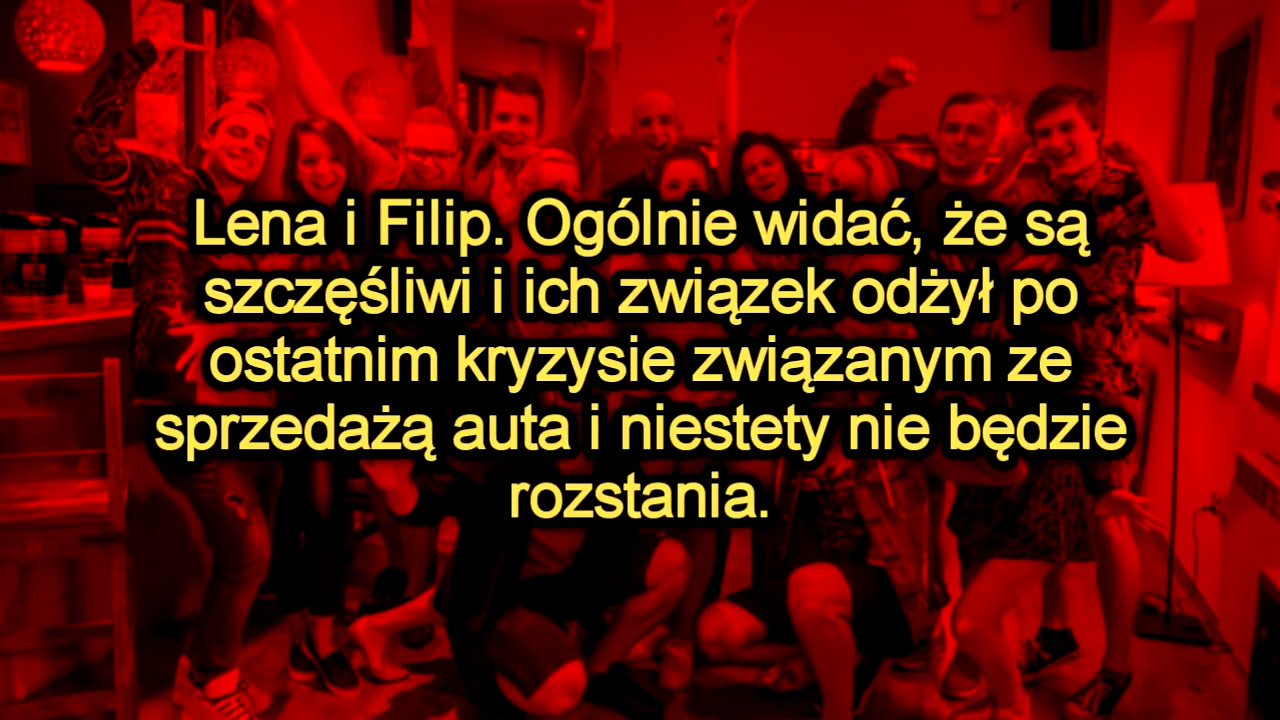 Lena i Filip. Ogólnie widać, że są
szczęśliwi i ich związek odżył po
ostatnim kryzysie związanym ze
sprzedażą auta i niestety nie będzie
rozstania.